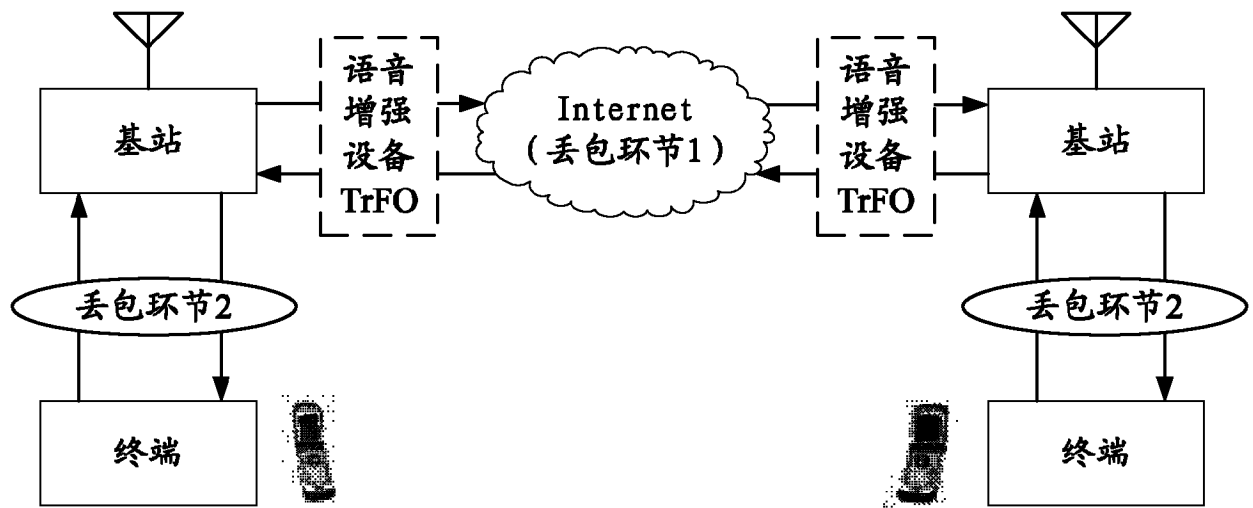 基站
语音
增强
设备
TrFO
Internet
(丢包环节1)
语音
增强
设备
TrFO
基站
丢包环节2
丢包环节2
终端
终端